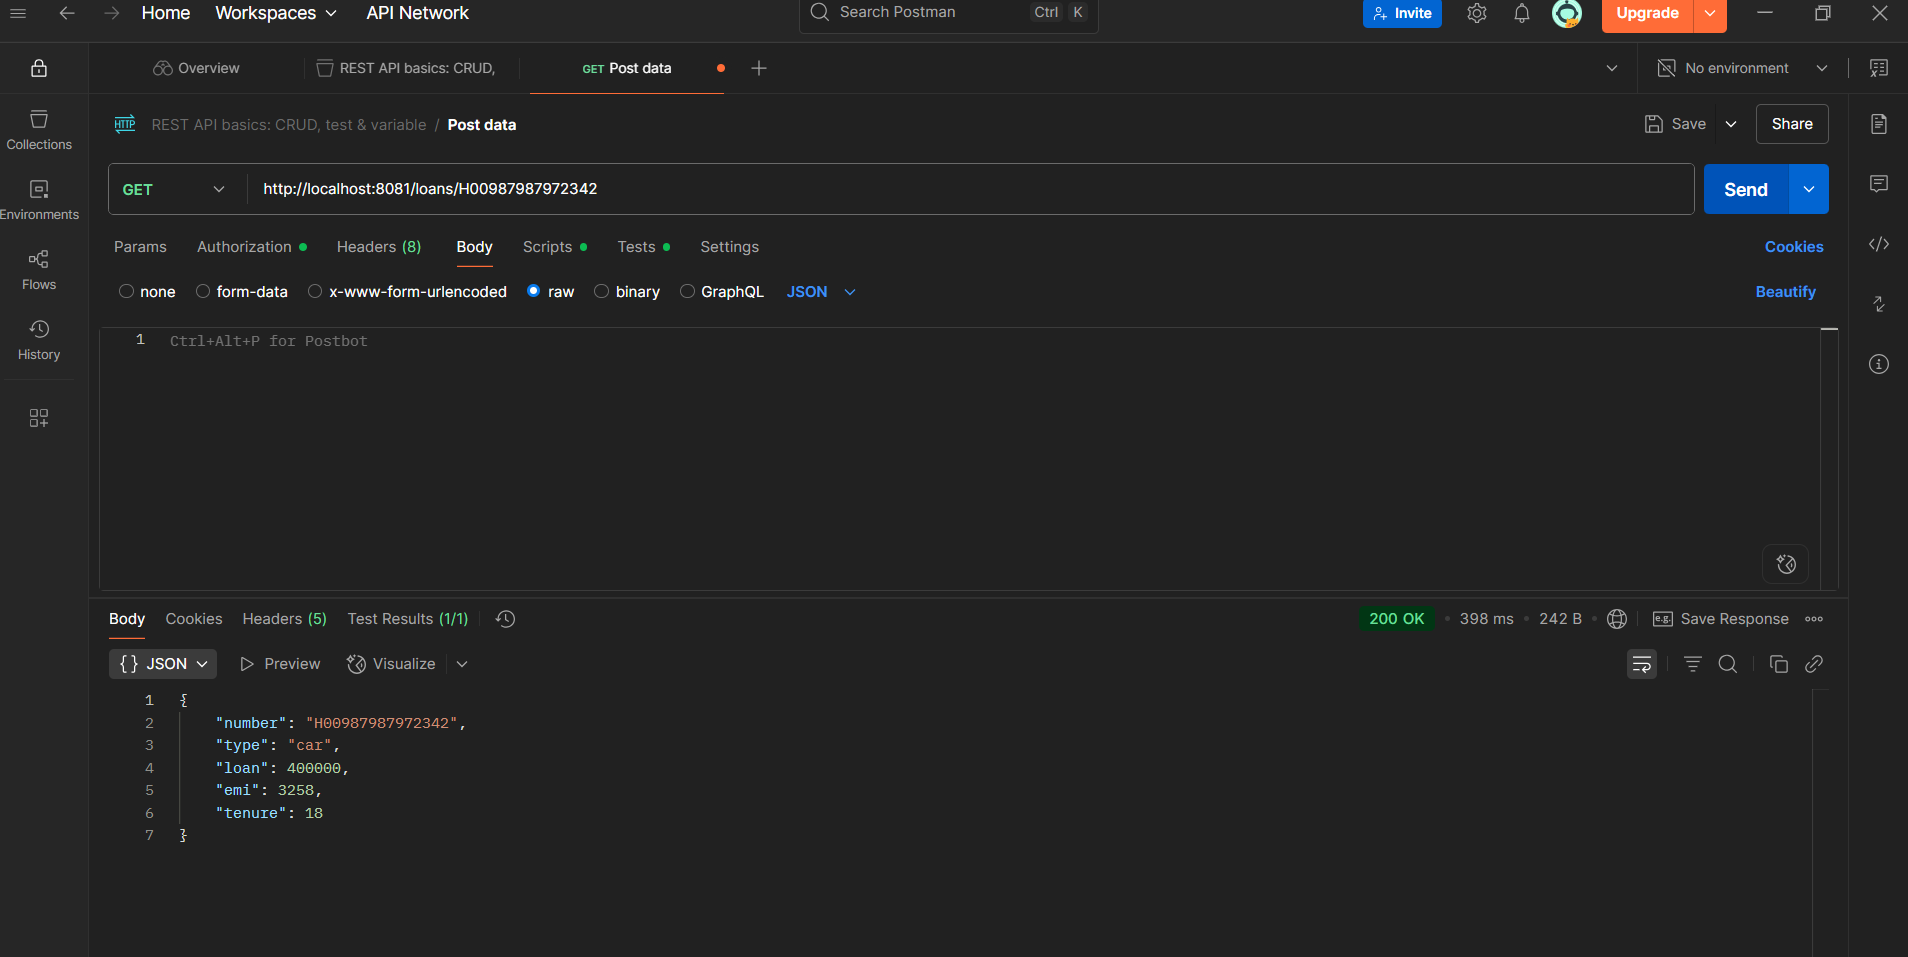 Home Workspaces API Network Search Postman Ctrl K Invite Upgrade
Overview REST API basics: CRUD, GET Post data No environment
REST API basics: CRUD, test & variable / Post data Save Share
Collections
GET http://localhost:8081/loans/H00987987972342 Send
Environments
Params Authorization Headers (8) Body Scripts Tests Settings Cookies
Flows
none form-data x-www-form-urlencoded raw binary GraphQL JSON Beautify
1 Ctrl+Alt+P for Postbot
History
Body Cookies Headers (5) Test Results (1/1) 200 OK • 398 ms • 242 B e.g. Save Response
{} JSON Preview Visualize
1 {
2 "number": "H00987987972342",
3 "type": "car",
4 "loan": 400000,
5 "emi": 3258,
6 "tenure": 18
7 }